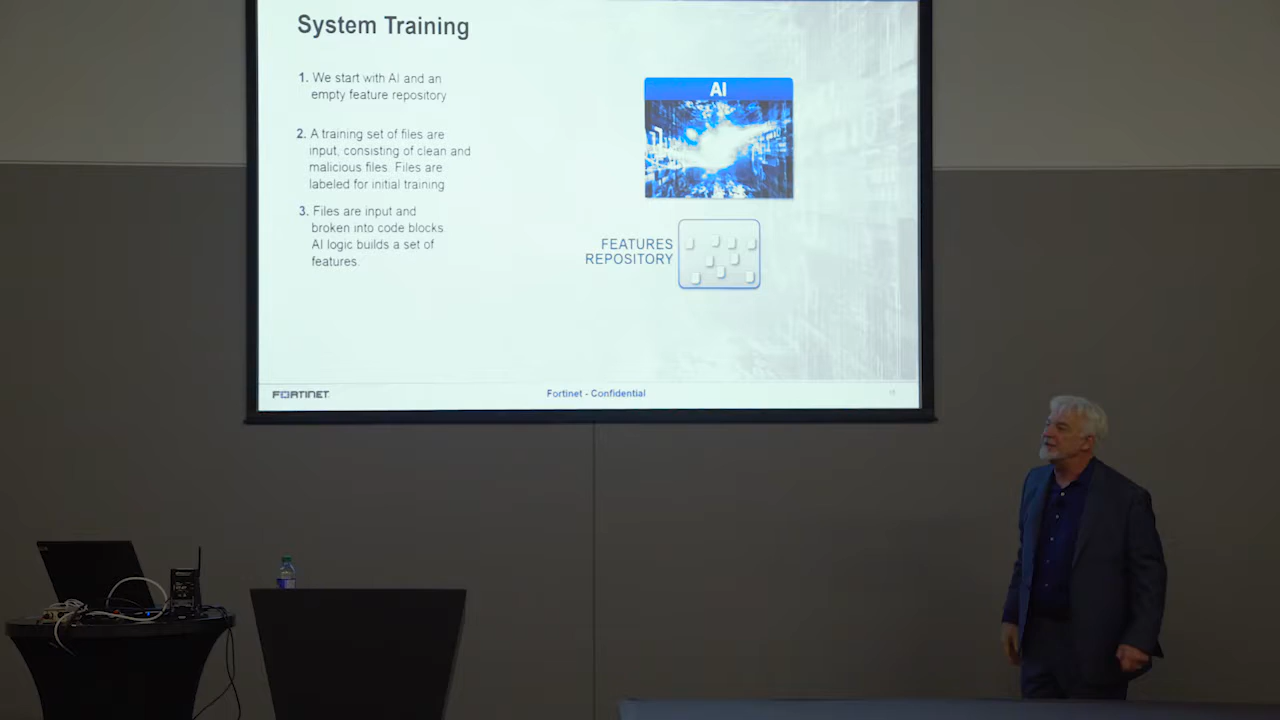 System Training
1. We start with AI and an
empty feature repository
2. A training set of files are
input, consisting of clean and
malicious files. Files are
labeled for initial training
3. Files are input and
broken into code blocks
AI logic builds a set of
features.
AI
FEATURES
REPOSITORY
FORTINET
Fortinet - Confidential